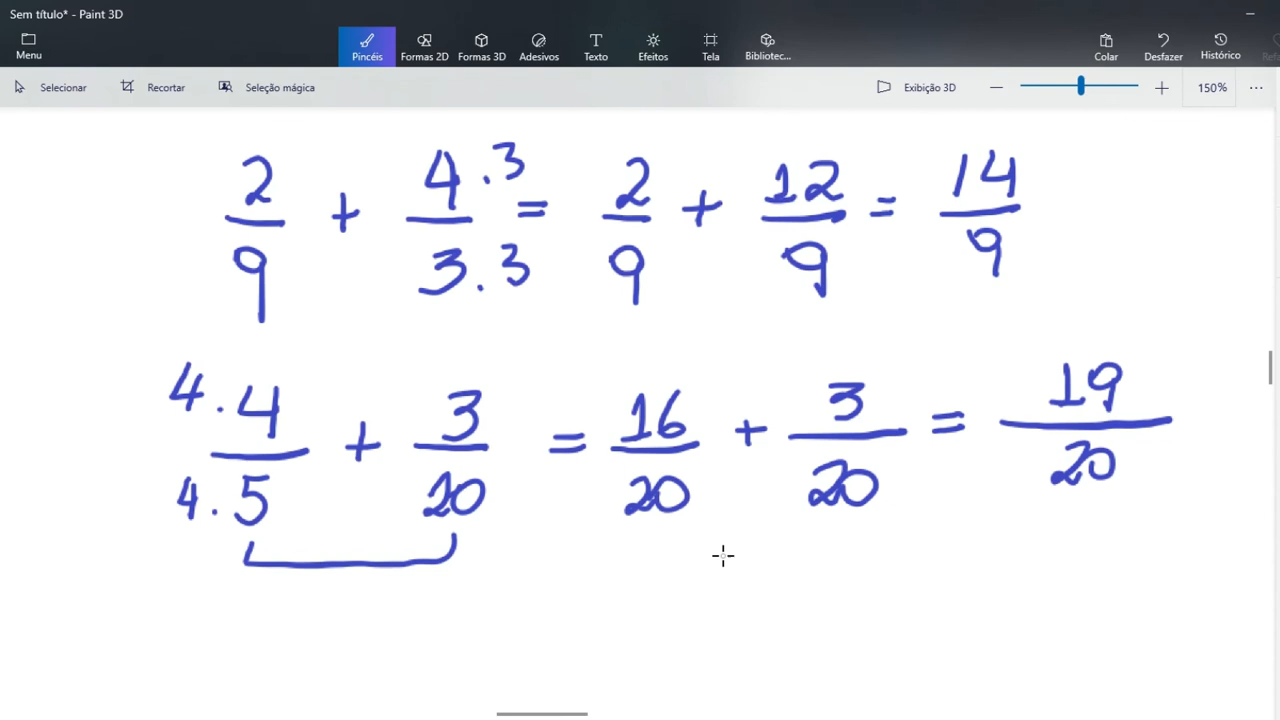 Sem título* - Paint 3D
Menu Pincéis Formas 2D Formas 3D Adesivos Texto Efeitos Tela Bibliotec... Colar Desfazer Histórico
Selecionar Recortar Seleção mágica Exibição 3D 150%
2/9 + 4.3/3.3 = 2/9 + 12/9 = 14/9
4.4/4.5 + 3/20 = 16/20 + 3/20 = 19/20